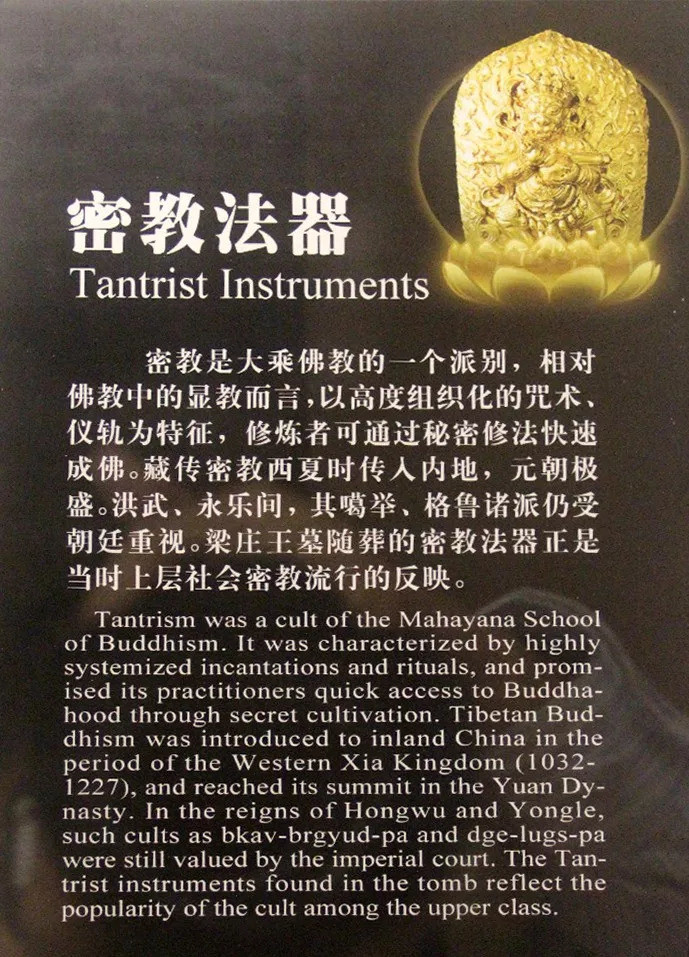 密教法器
Tantrist Instruments
密教是大乘佛教的一个派别，相对
佛教中的显教而言，以高度组织化的咒术、
仪轨为特征，修炼者可通过秘密修法快速
成佛。藏传密教西夏时传入内地，元朝极
盛。洪武、永乐间，其噶举、格鲁诸派仍受
朝廷重视。梁庄王墓随葬的密教法器正是
当时上层社会密教流行的反映。
Tantrism was a cult of the Mahayana School
of Buddhism. It was characterized by highly
systemized incantations and rituals, and prom-
ised its practitioners quick access to Buddha-
hood through secret cultivation. Tibetan Bud-
dhism was introduced to inland China in the
period of the Western Xia Kingdom (1032-
1227), and reached its summit in the Yuan Dy-
nasty. In the reigns of Hongwu and Yongle,
such cults as bkav-brgyud-pa and dge-lugs-pa
were still valued by the imperial court. The Tan-
trist instruments found in the tomb reflect the
popularity of the cult among the upper class.